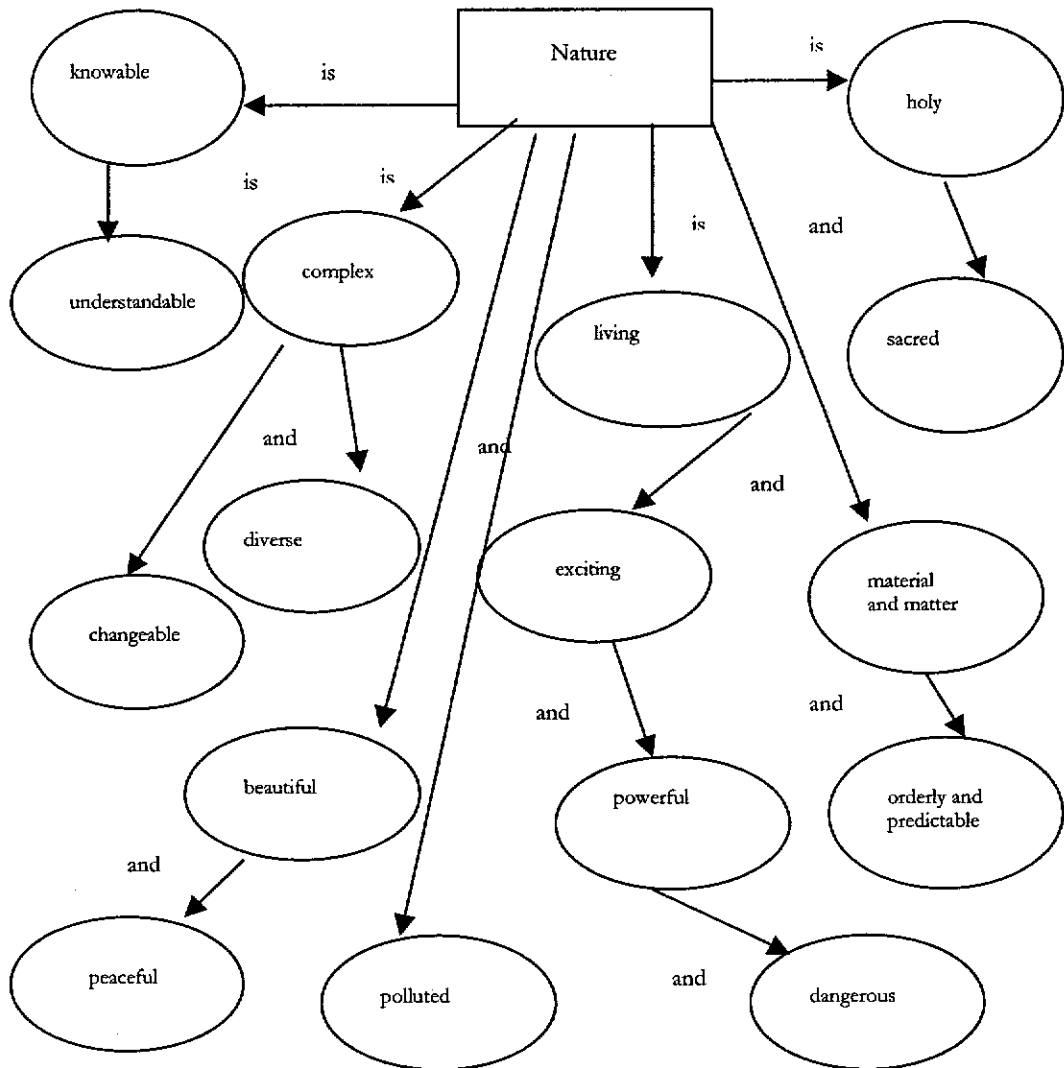 Nature
is
is
knowable
holy
is
is
is
and
complex
understandable
living
sacred
and
and
and
diverse
exciting
material
and matter
changeable
and
and
beautiful
powerful
orderly and
predictable
and
peaceful
polluted
and
dangerous